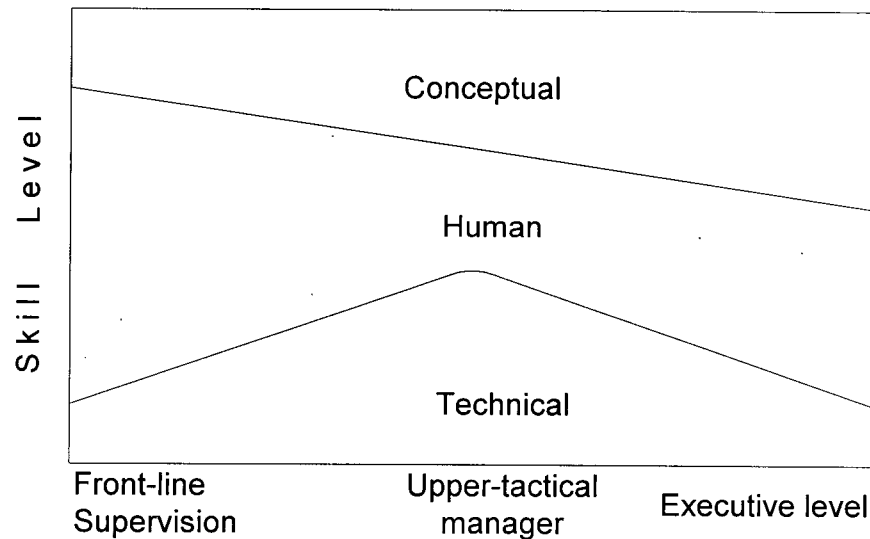 Conceptual
Skill Level
Human
Technical
Front-line
Supervision
Upper-tactical
manager
Executive level